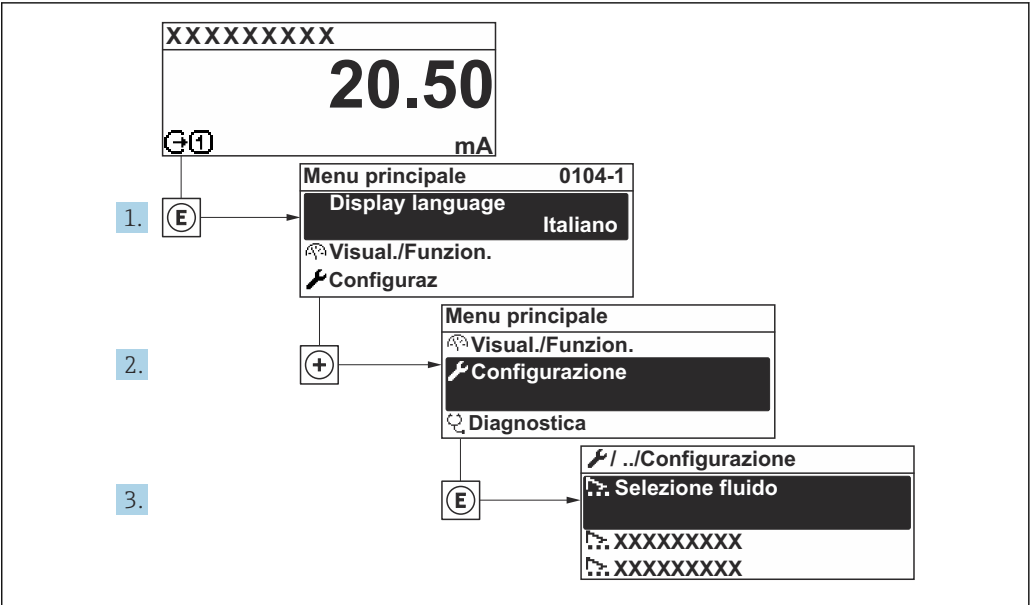 XXXXXXXXX
20.50
1 mA
1. E
Menu principale 0104-1
Display language
Italiano
Visual./Funzion.
Configuraz
2. +
Menu principale
Visual./Funzion.
Configurazione
Diagnostica
3. E
/ ../Configurazione
Selezione fluido
XXXXXXXXX
XXXXXXXXX